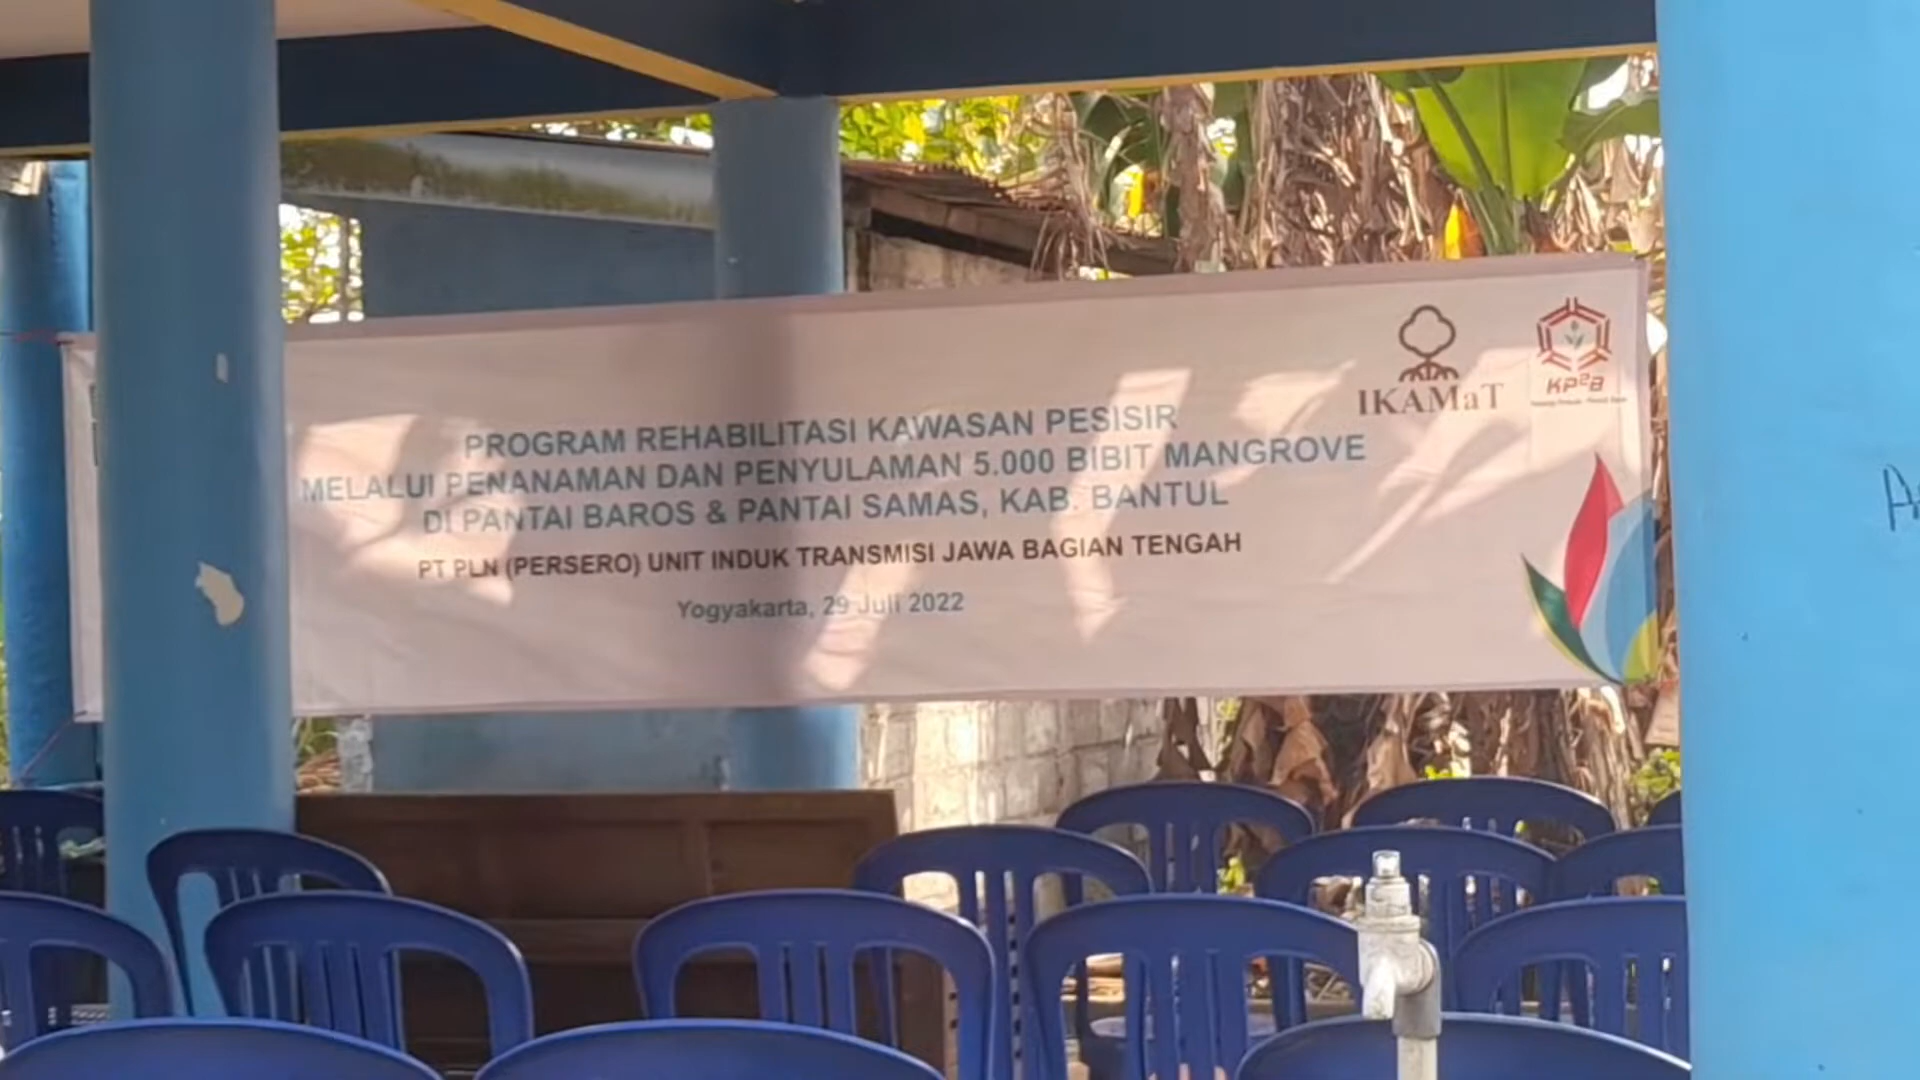 IKAMaT
KP2B
PROGRAM REHABILITASI KAWASAN PESISIR
MELALUI PENANAMAN DAN PENYULAMAN 5.000 BIBIT MANGROVE
DI PANTAI BAROS & PANTAI SAMAS, KAB. BANTUL
PT PLN (PERSERO) UNIT INDUK TRANSMISI JAWA BAGIAN TENGAH
Yogyakarta, 29 Juli 2022